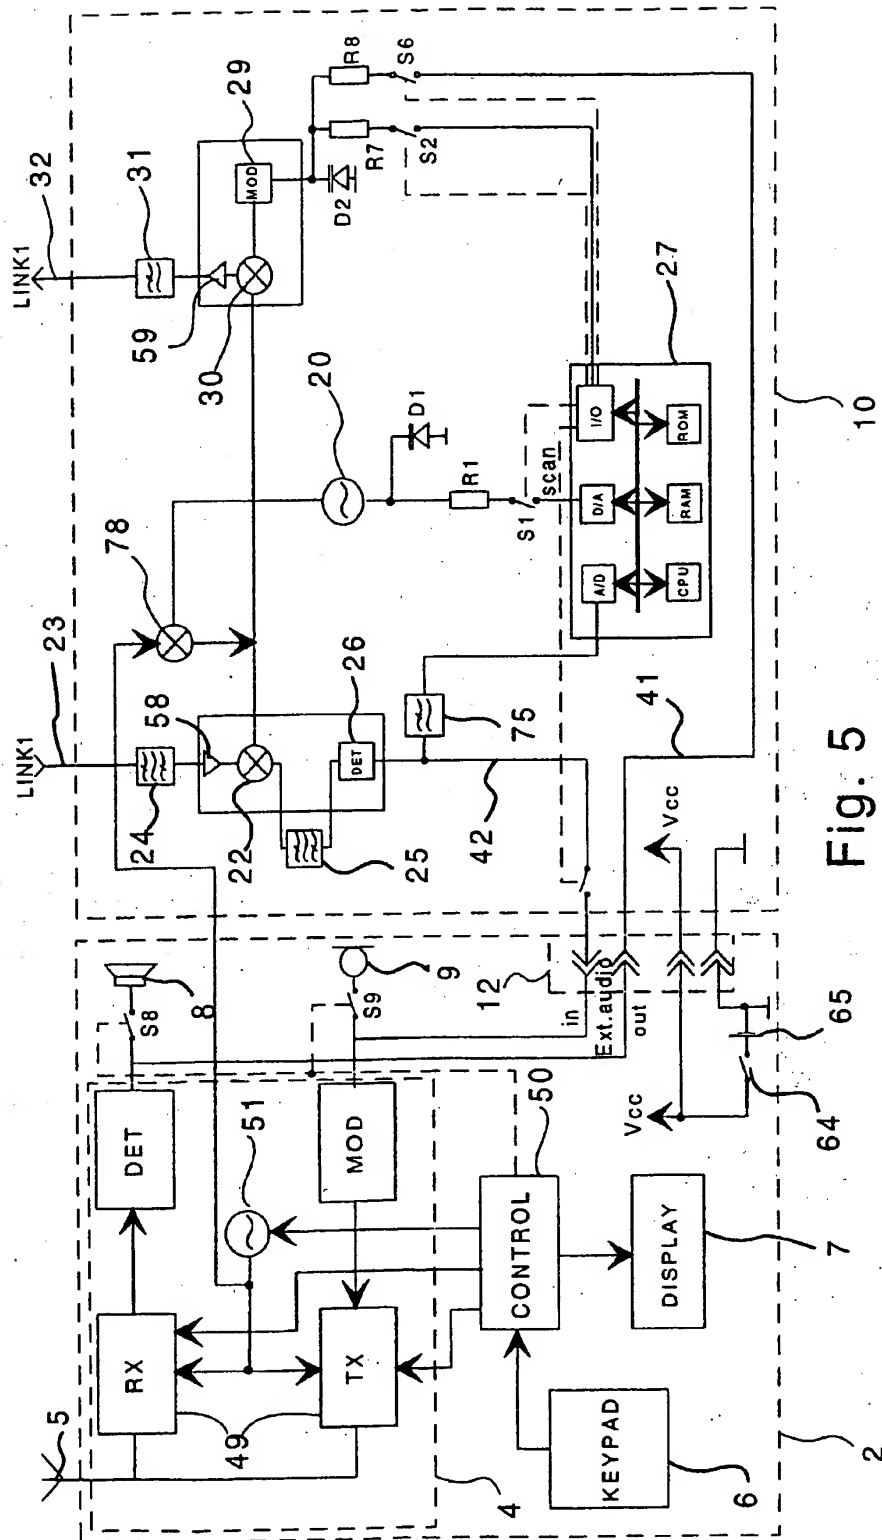 5
RX
DET
S8
8
49
51
TX
MOD
S9
9
4
CONTROL
50
KEYPAD
6
DISPLAY
7
2
12
in
Ext.audio
out
Vcc
64
65
LINK1
23
24
58
22
25
DET
26
42
75
78
20
D1
R1
S1
scan
A/D
D/A
I/O
CPU
RAM
ROM
27
LINK1
32
31
59
30
MOD
29
D2
R7
S2
R8
S6
41
Vcc
10
Fig. 5